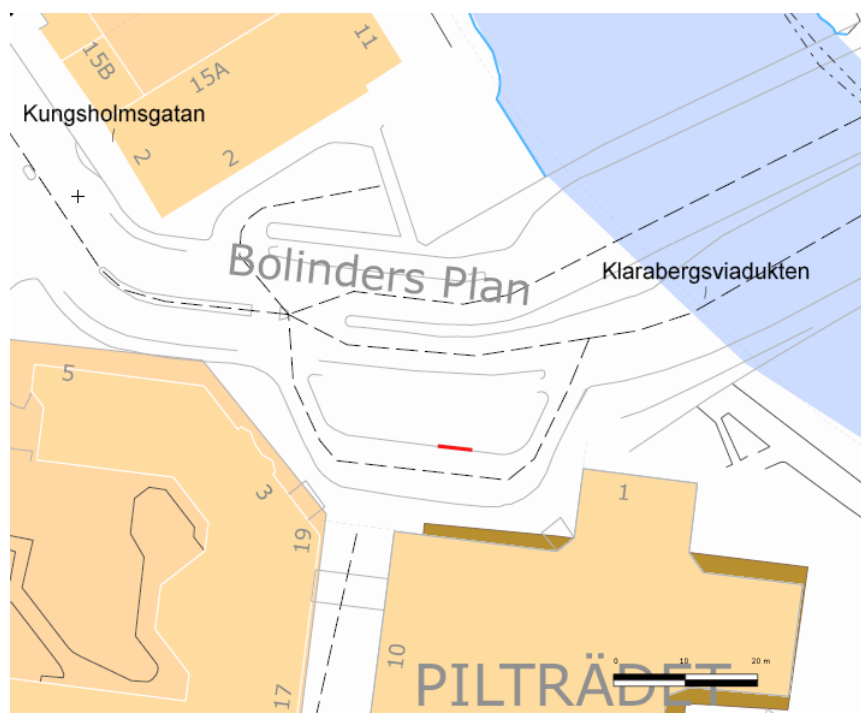 11
15B
15A
Kungsholmsgatan
2
2
Bolinders Plan
Klarabergsviadukten
5
3
1
19
10
PILTRÄDET
0 10 20 m
17